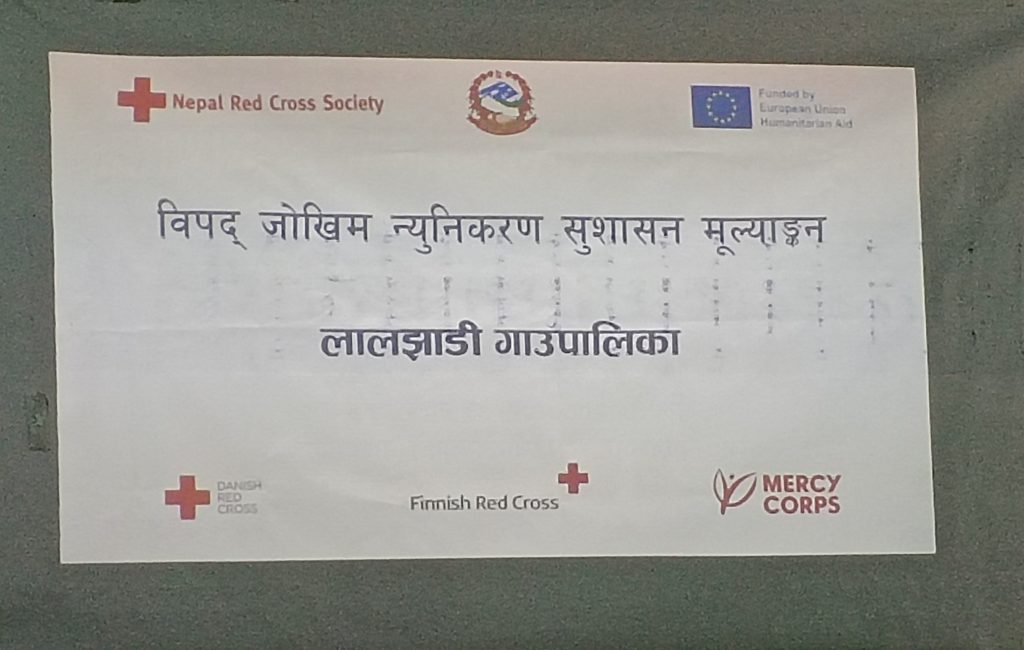 Nepal Red Cross Society
Funded by
European Union
Humanitarian Aid
विपद् जोखिम न्युनिकरण सुशासन मूल्याङ्कन
लालझाडी गाउँपालिका
DANISH
RED
CROSS
Finnish Red Cross
MERCY
CORPS